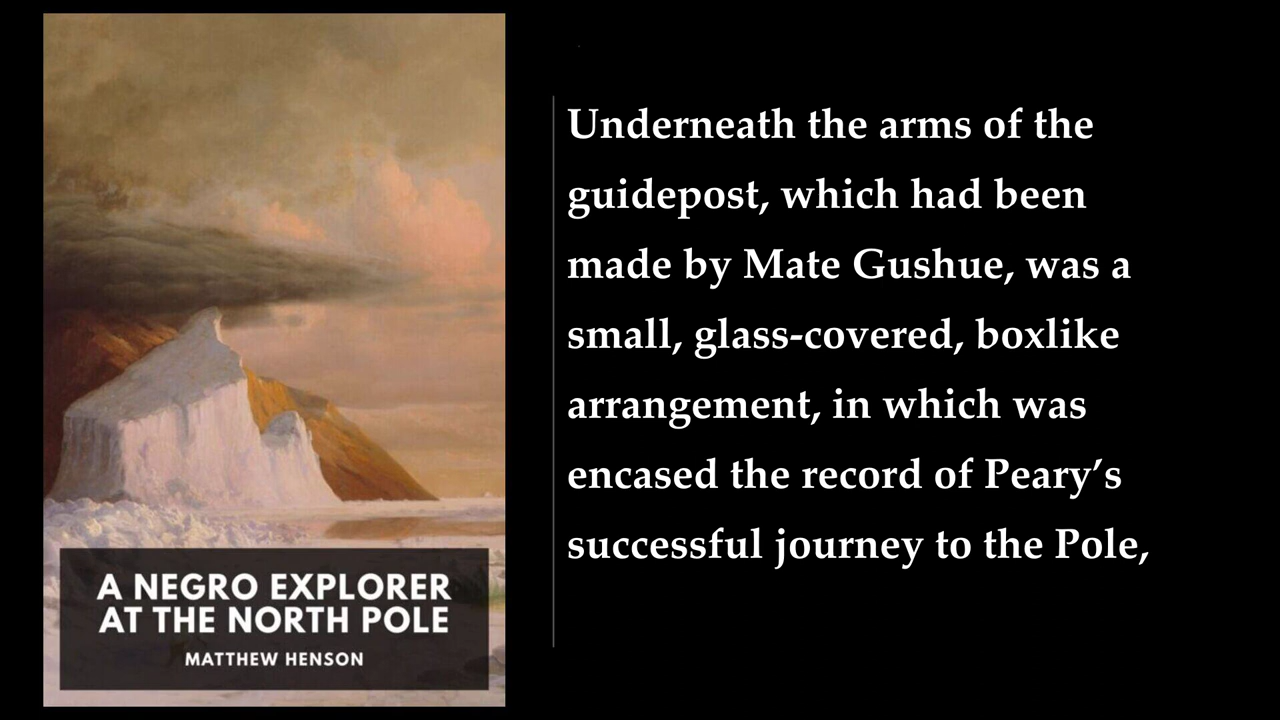 A NEGRO EXPLORER
AT THE NORTH POLE
MATTHEW HENSON
Underneath the arms of the
guidepost, which had been
made by Mate Gushue, was a
small, glass-covered, boxlike
arrangement, in which was
encased the record of Peary’s
successful journey to the Pole,